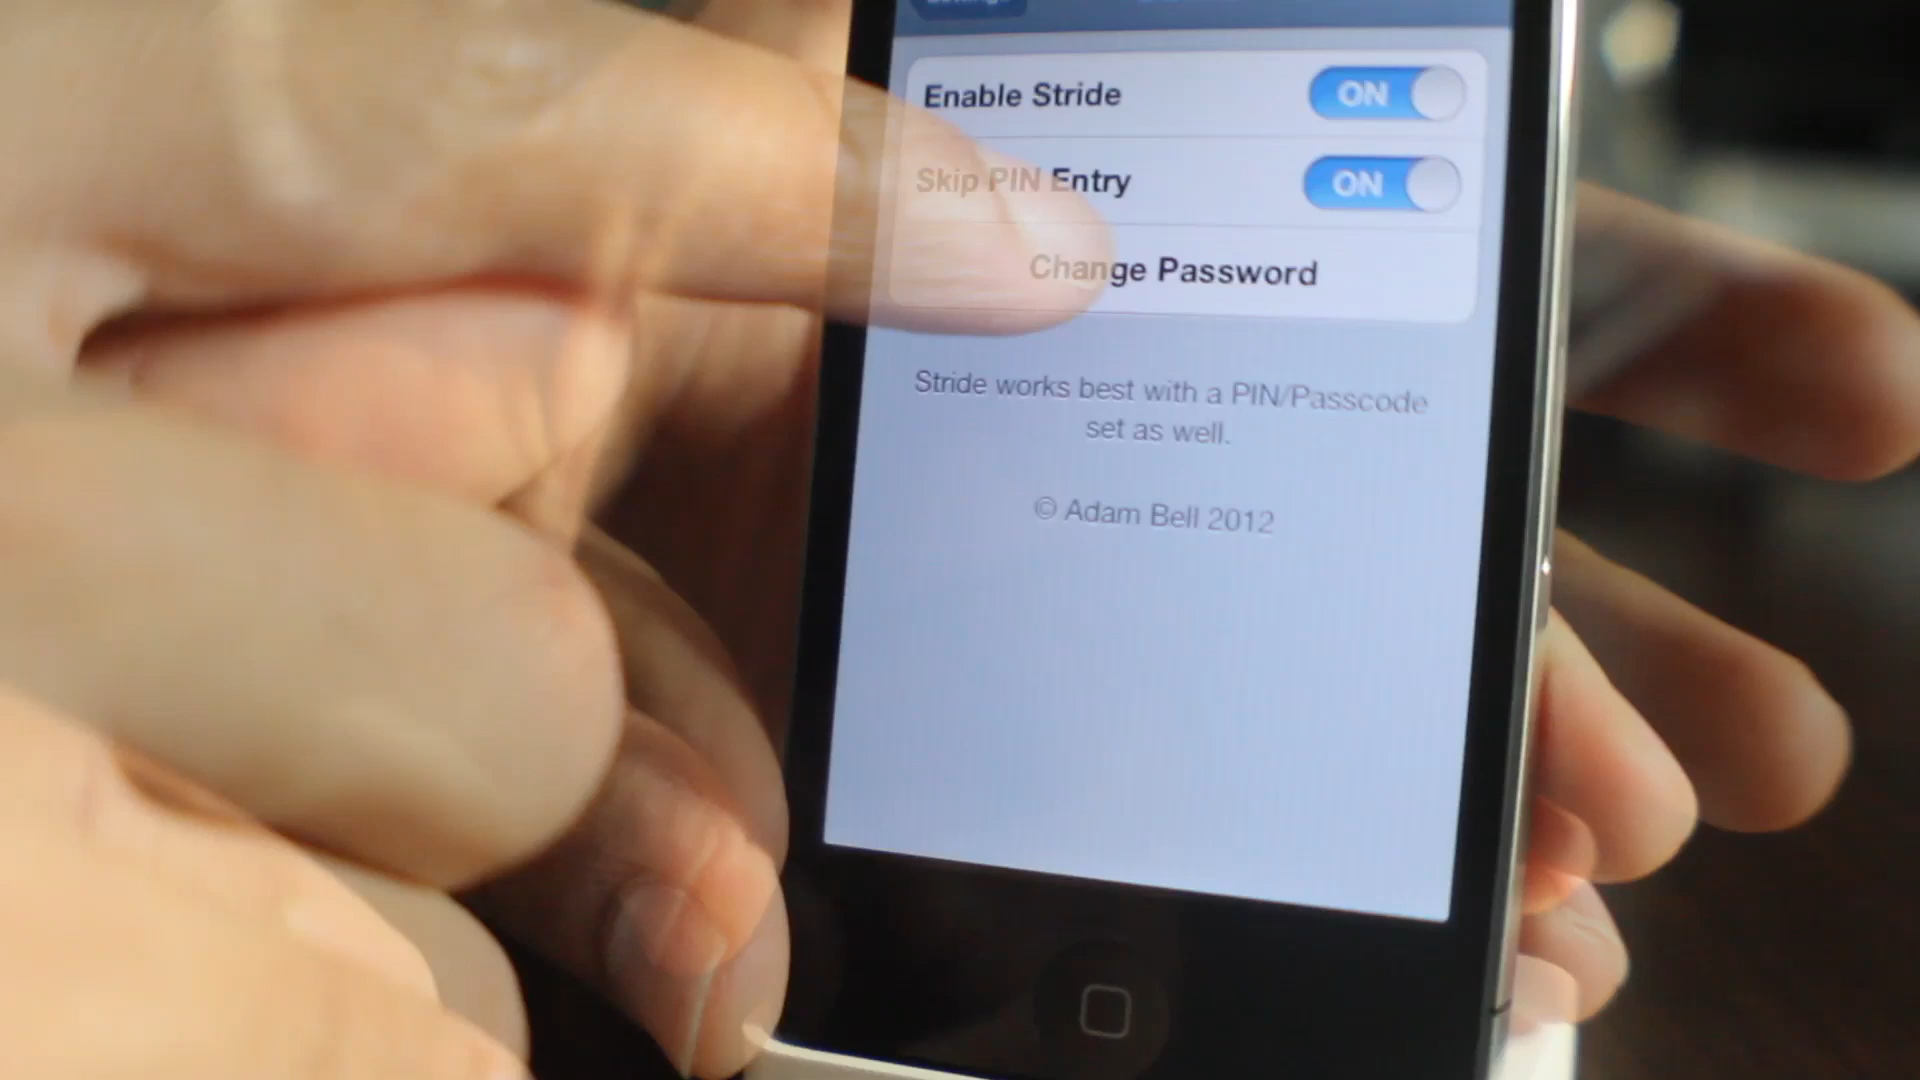 Enable Stride ON
Skip PIN Entry ON
Change Password
Stride works best with a PIN/Passcode
set as well.
© Adam Bell 2012